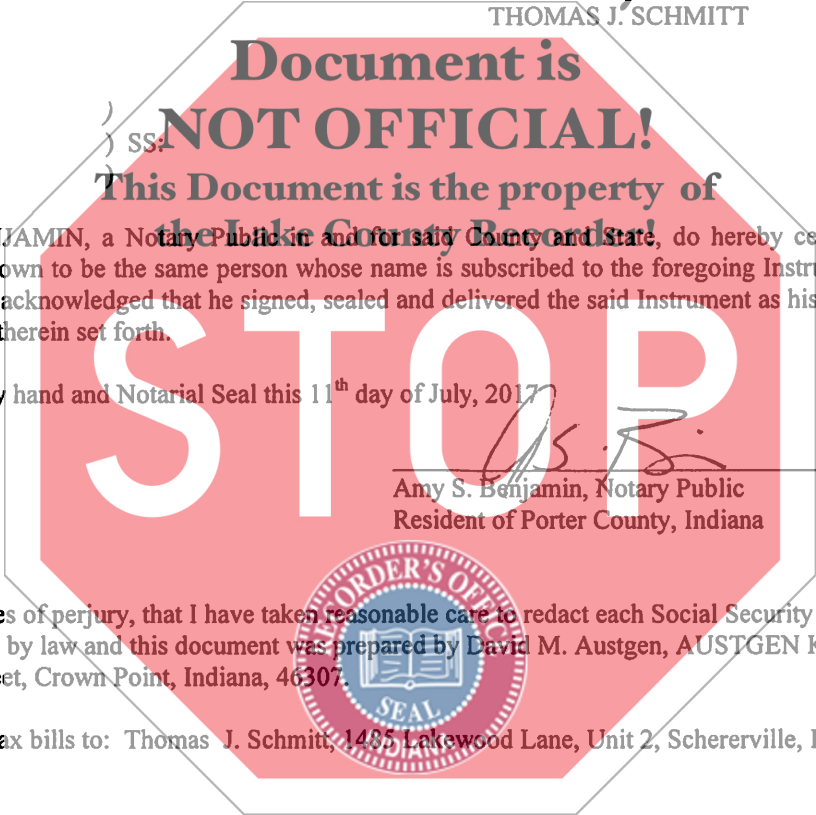 THOMAS J. SCHMITT
Document is
NOT OFFICIAL!
)
) SS:
)
This Document is the property of
the Lake County Recorder!
JAMIN, a Notary Public in and for said County and State, do hereby ce
own to be the same person whose name is subscribed to the foregoing Instru
acknowledged that he signed, sealed and delivered the said Instrument as his
therein set forth.
STOP
hand and Notarial Seal this 11th day of July, 2017
Amy S. Benjamin, Notary Public
Resident of Porter County, Indiana
RECORDER'S OFFICE
es of perjury, that I have taken reasonable care to redact each Social Security
by law and this document was prepared by David M. Austgen, AUSTGEN K
et, Crown Point, Indiana, 46307.
SEAL
INDIANA
ax bills to: Thomas J. Schmitt, 1485 Lakewood Lane, Unit 2, Schererville, I